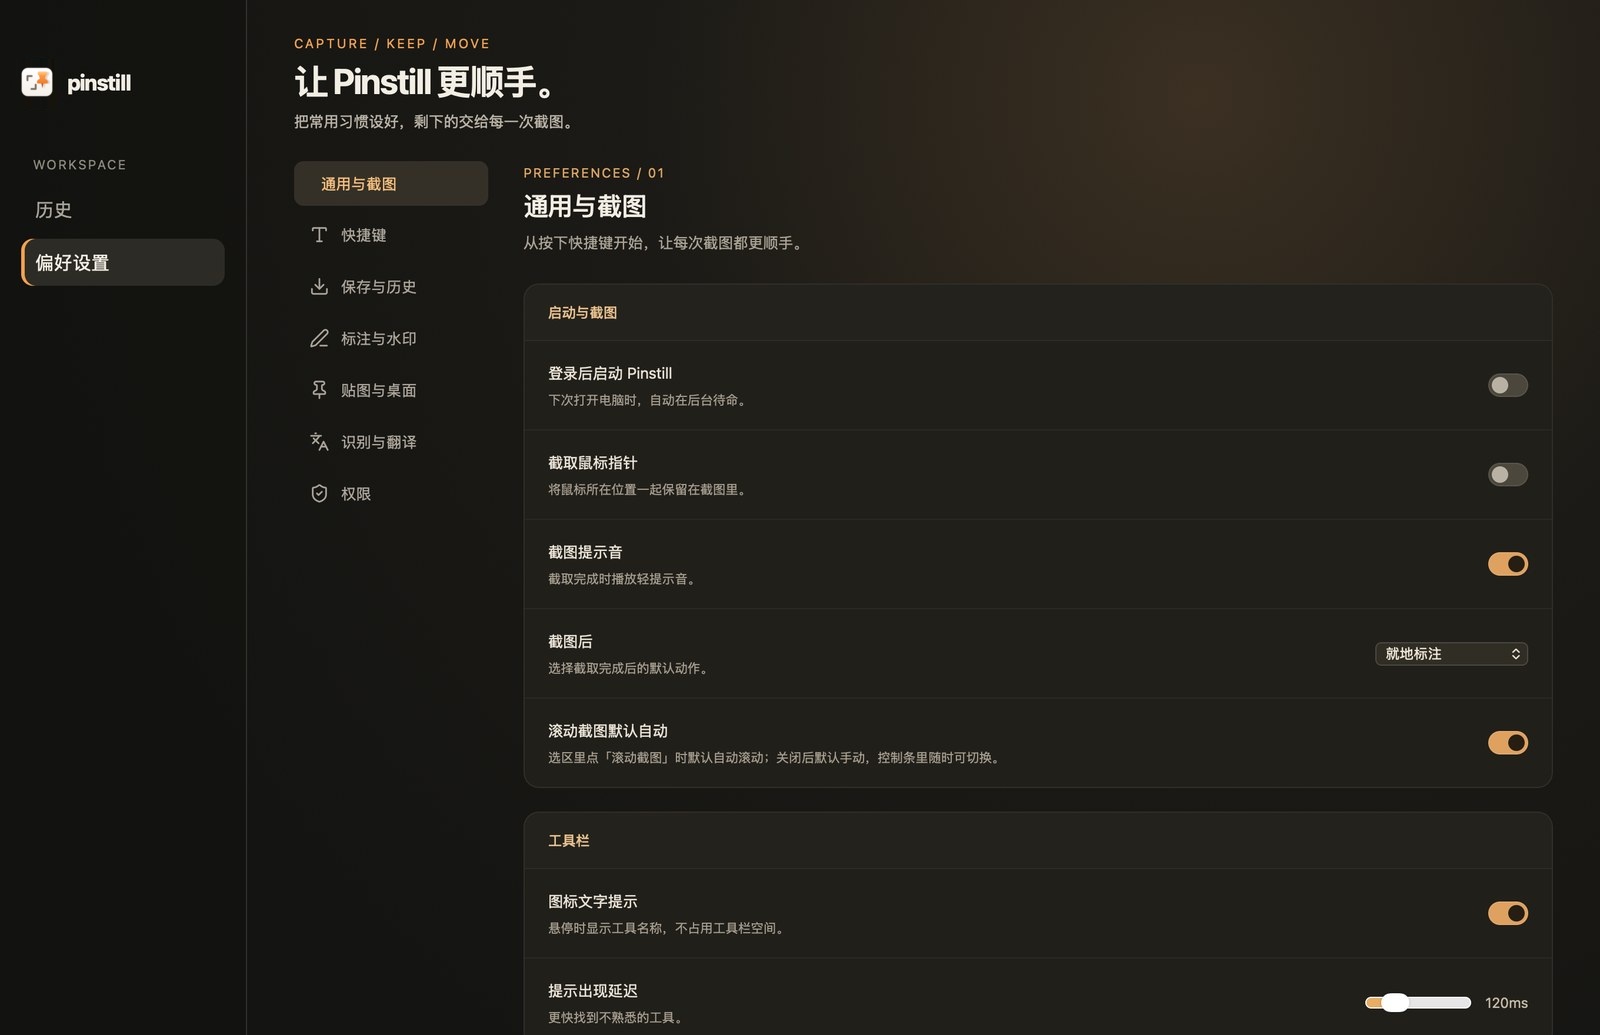 pinstill
WORKSPACE
历史
偏好设置
CAPTURE / KEEP / MOVE
让 Pinstill 更顺手。
把常用习惯设好，剩下的交给每一次截图。
通用与截图
快捷键
保存与历史
标注与水印
贴图与桌面
识别与翻译
权限
PREFERENCES / 01
通用与截图
从按下快捷键开始，让每次截图都更顺手。
启动与截图
登录后启动 Pinstill
下次打开电脑时，自动在后台待命。
截取鼠标指针
将鼠标所在位置一起保留在截图里。
截图提示音
截取完成时播放轻提示音。
截图后
选择截取完成后的默认动作。
就地标注
滚动截图默认自动
选区里点「滚动截图」时默认自动滚动；关闭后默认手动，控制条里随时可切换。
工具栏
图标文字提示
悬停时显示工具名称，不占用工具栏空间。
提示出现延迟
更快找到不熟悉的工具。
120ms